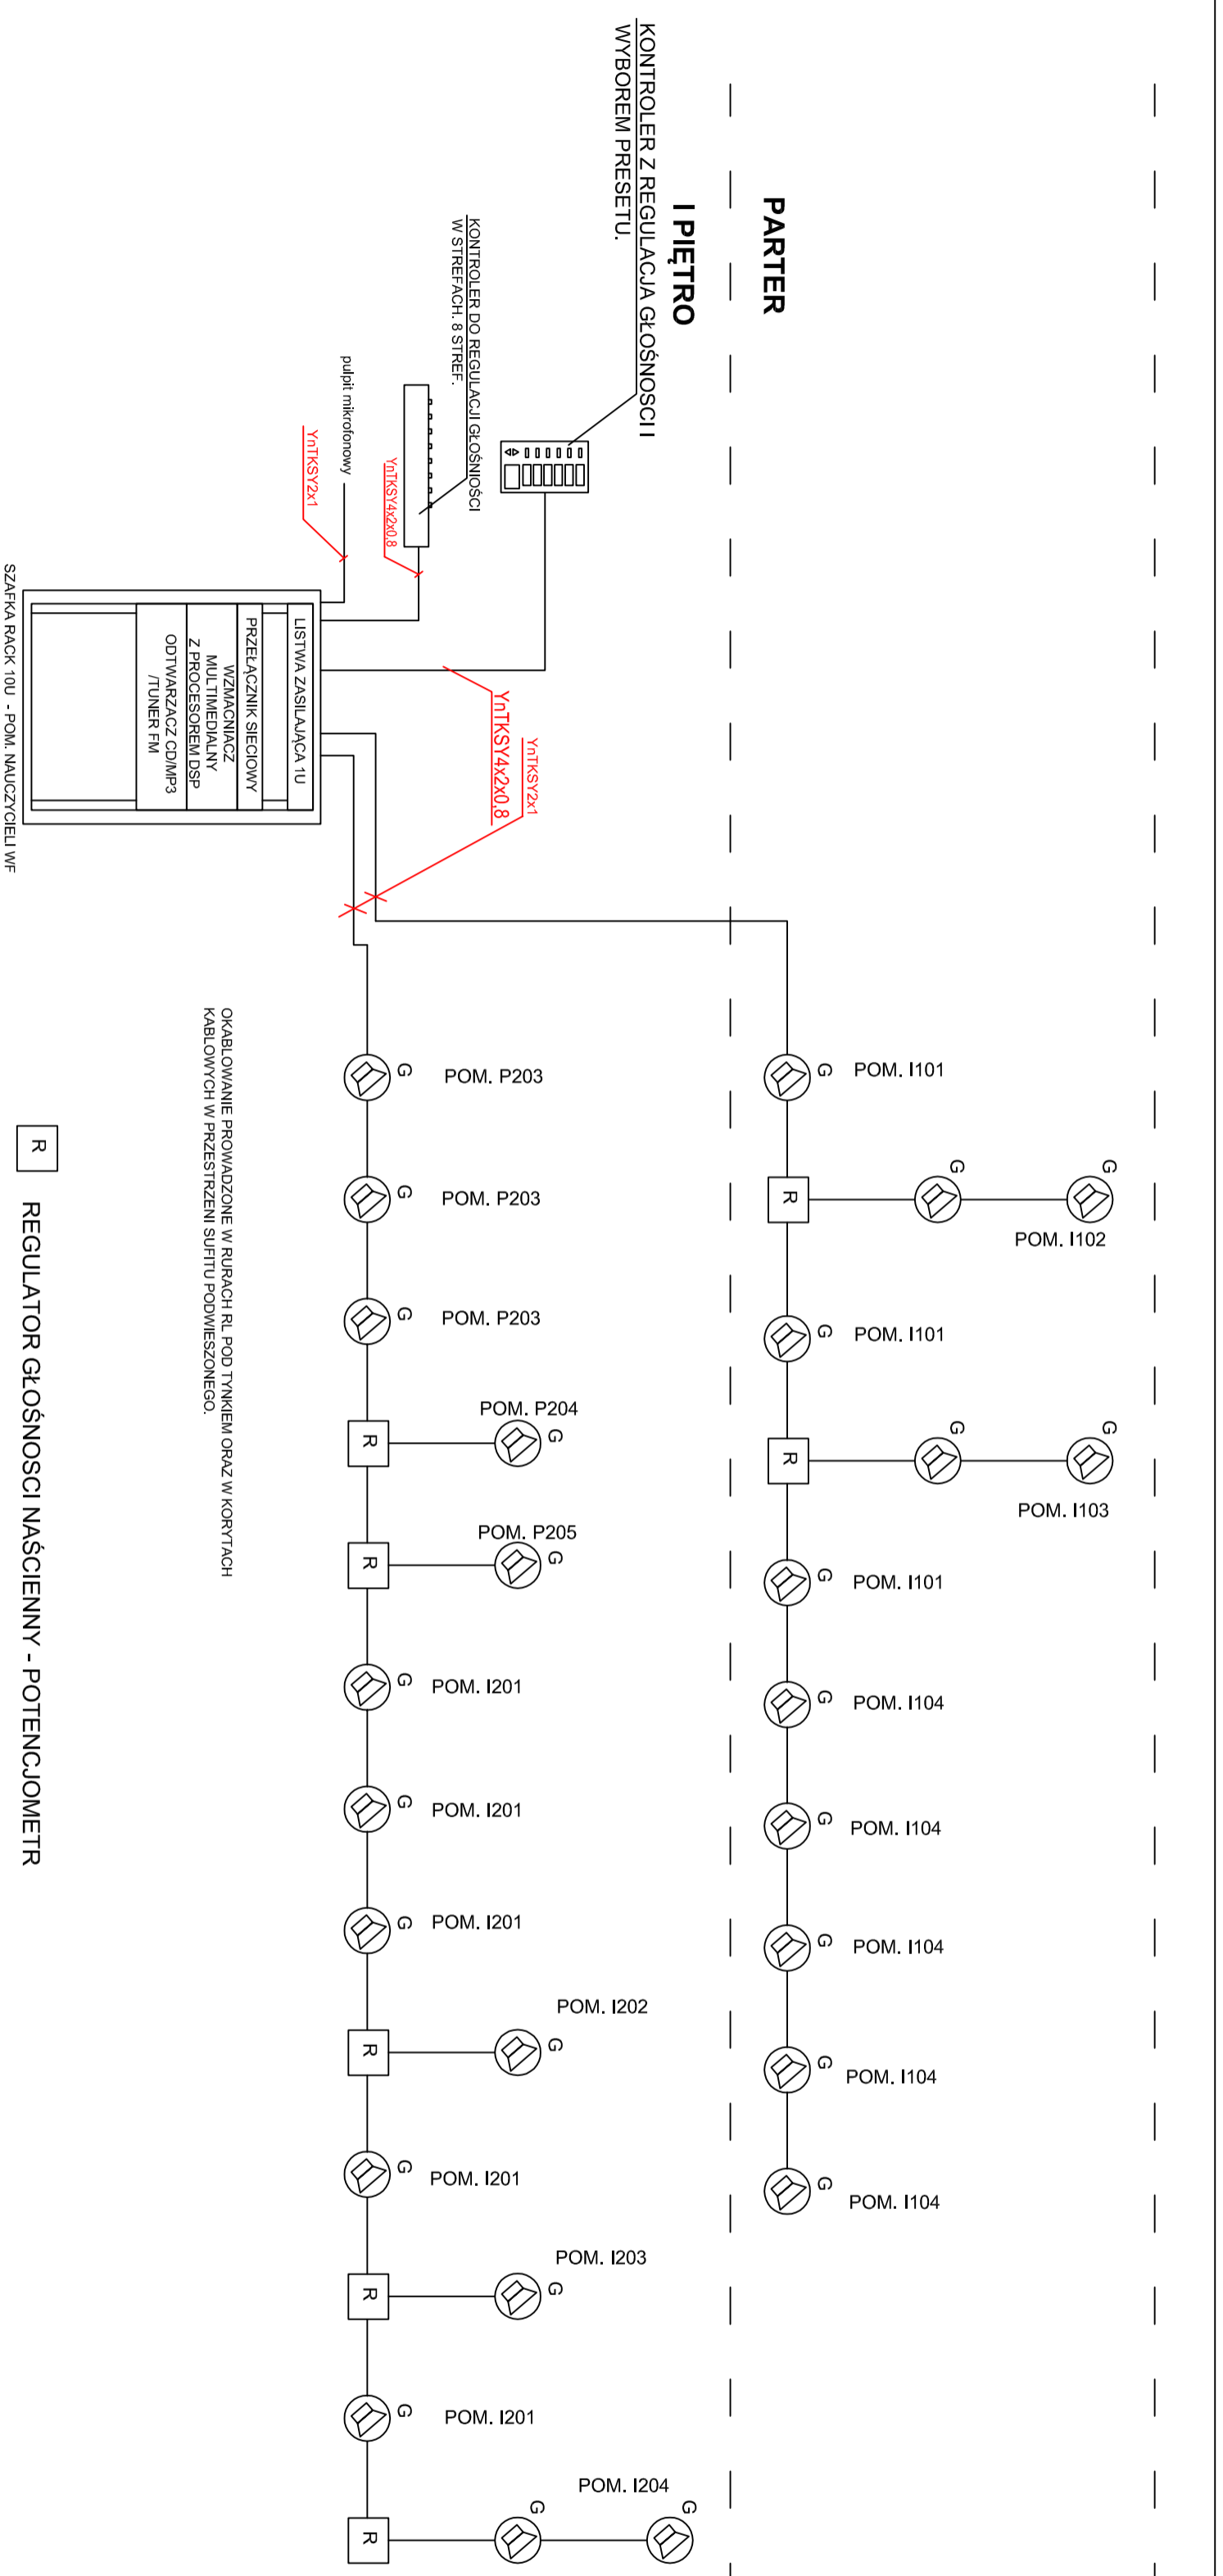 PARTER
I PIĘTRO
KONTROLER Z REGULACJA GŁOŚNOSCI I
WYBOREM PRESETU.
KONTROLER DO REGULACJI GŁOŚNIOŚCI
W STREFACH. 8 STREF.
pulpit mikrofonowy
YnTKSY2x1
YnTKSY4x2x0,8
YnTKSY4x2x0,8
YnTKSY2x1
LISTWA ZASILAJĄCA 1U
PRZEŁĄCZNIK SIECIOWY
WZMACNIACZ
MULTIMEDIALNY
Z PROCESOREM DSP
ODTWARZACZ CD/MP3
/TUNER FM
SZAFKA RACK 10U - POM. NAUCZYCIELI WF
POM. I101
G
R
G
G
POM. I102
POM. I101
G
R
G
G
POM. I103
POM. I101
G
POM. I104
G
POM. I104
G
POM. I104
G
POM. I104
G
POM. I104
G
POM. P203
G
POM. P203
G
POM. P203
G
R
POM. P204
G
R
POM. P205
G
POM. I201
G
POM. I201
G
POM. I201
G
R
POM. I202
G
POM. I201
G
R
POM. I203
G
POM. I201
G
R
POM. I204
G
G
OKABLOWANIE PROWADZONE W RURACH RL POD TYNKIEM ORAZ W KORYTACH
KABLOWYCH W PRZESTRZENI SUFITU PODWIESZONEGO.
R
REGULATOR GŁOŚNOSCI NAŚCIENNY - POTENCJOMETR